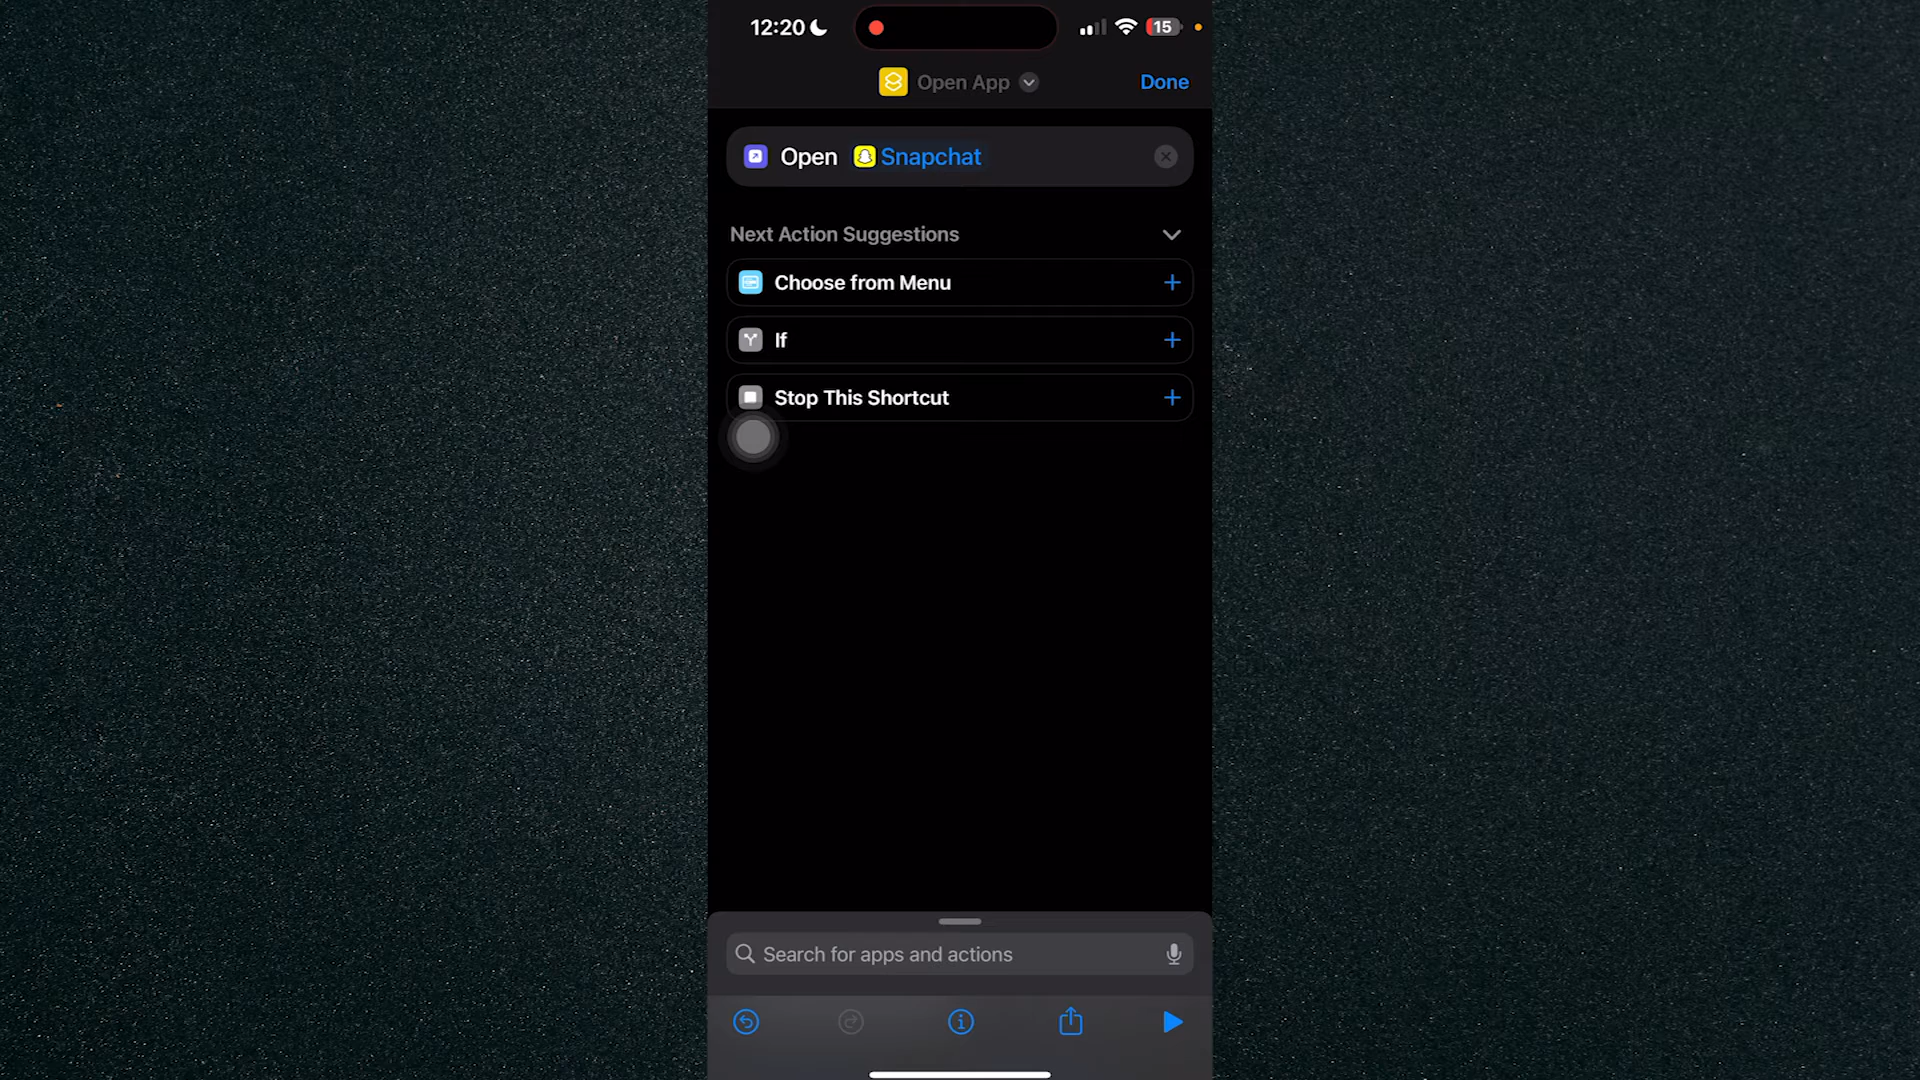 12:20
15
Open App
Done
Open Snapchat
Next Action Suggestions
Choose from Menu
If
Stop This Shortcut
Search for apps and actions